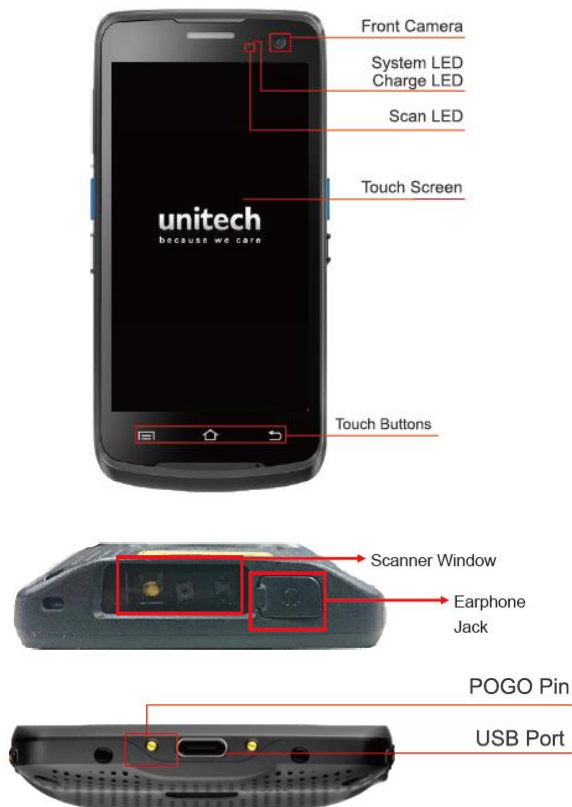 Front Camera
System LED
Charge LED
Scan LED
Touch Screen
unitech
because we care
Touch Buttons
Scanner Window
Earphone
Jack
POGO Pin
USB Port